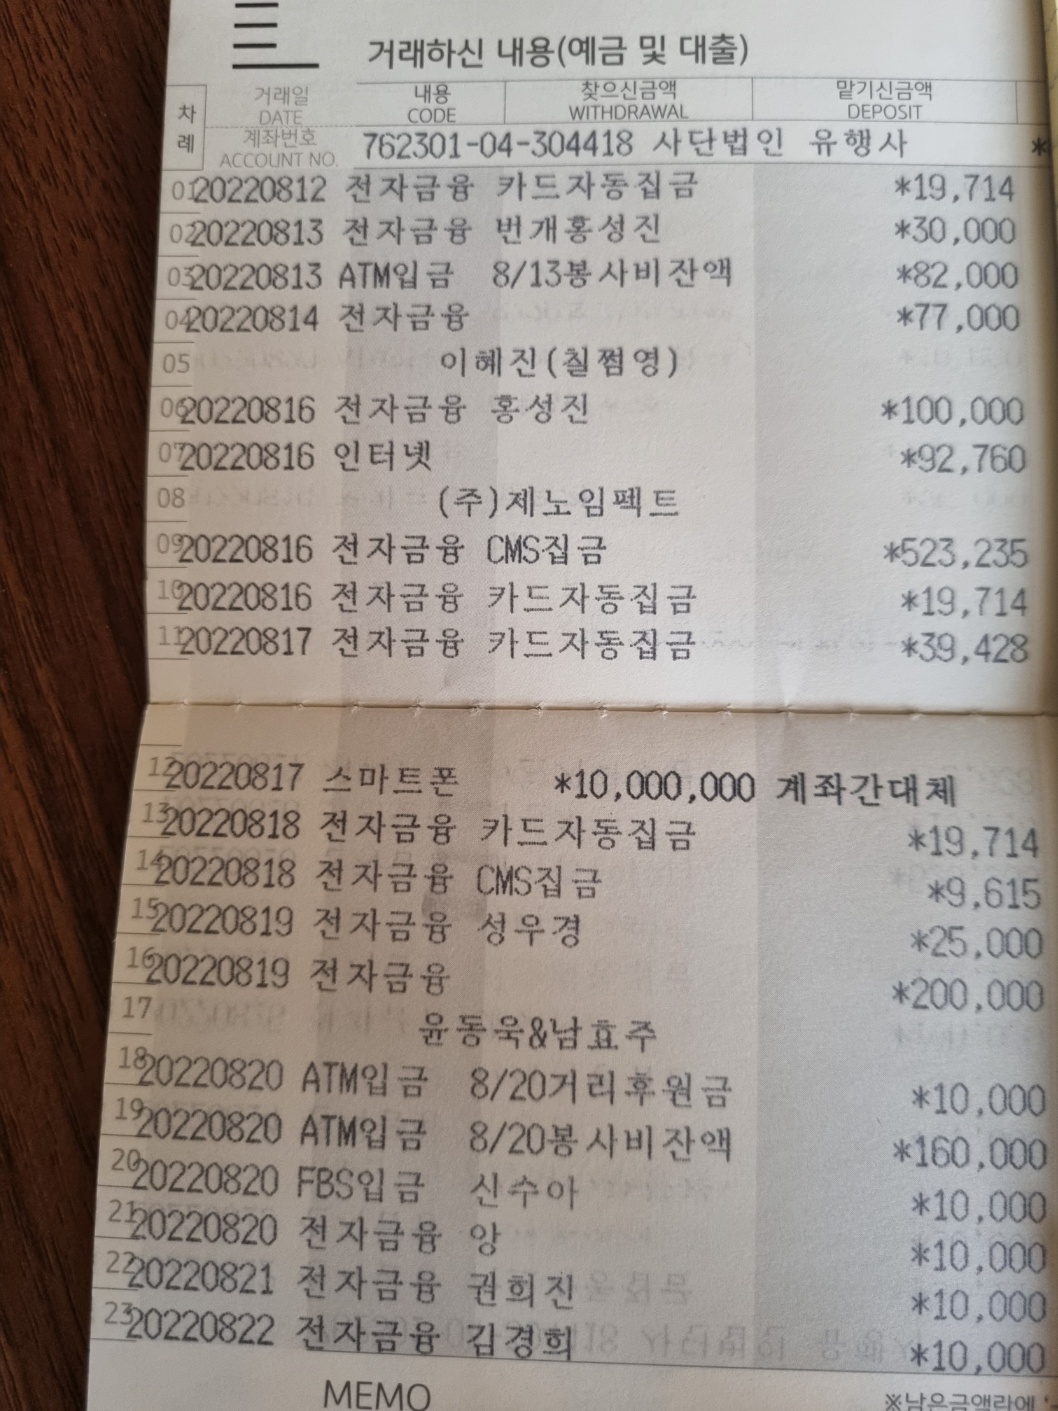 거래하신 내용(예금 및 대출)
차례 거래일 DATE 내용 CODE 찾으신금액 WITHDRAWAL 맡기신금액 DEPOSIT
계좌번호 ACCOUNT NO. 762301-04-304418 사단법인 유행사 *
01 20220812 전자금융 카드자동집금 *19,714
02 20220813 전자금융 번개홍성진 *30,000
03 20220813 ATM입금 8/13봉사비잔액 *82,000
04 20220814 전자금융 *77,000
05 이혜진(칠쩜영)
06 20220816 전자금융 홍성진 *100,000
07 20220816 인터넷 *92,760
08 (주)제노임팩트
09 20220816 전자금융 CMS집금 *523,235
10 20220816 전자금융 카드자동집금 *19,714
11 20220817 전자금융 카드자동집금 *39,428
12 20220817 스마트폰 *10,000,000 계좌간대체
13 20220818 전자금융 카드자동집금 *19,714
14 20220818 전자금융 CMS집금 *9,615
15 20220819 전자금융 성우경 *25,000
16 20220819 전자금융 *200,000
17 윤동욱&남효주
18 20220820 ATM입금 8/20거리후원금 *10,000
19 20220820 ATM입금 8/20봉사비잔액 *160,000
20 20220820 FBS입금 신수아 *10,000
21 20220820 전자금융 앙 *10,000
22 20220821 전자금융 권희진 *10,000
23 20220822 전자금융 김경희 *10,000
MEMO
※남은금액란에 '-